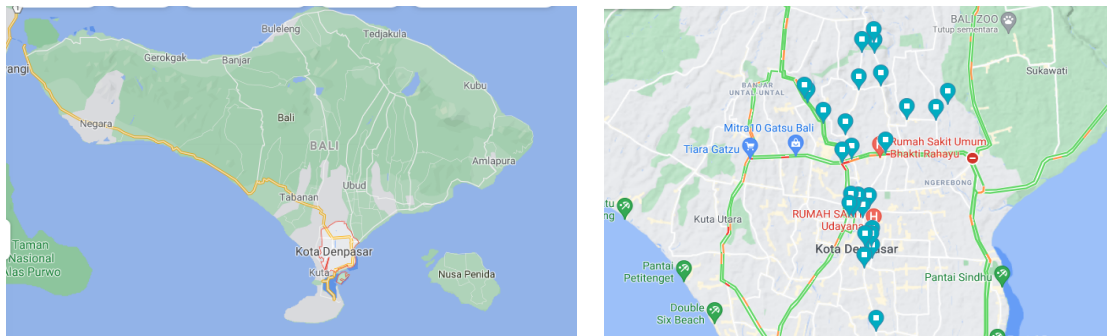 Buleleng
Tedjakula
Gerokgak
Banjar
angi
Kubu
Bali
Negara
BALI
Amlapura
Ubud
Tabanan
Taman
Nasional
Alas Purwo
Kota Denpasar
Kuta
Nusa Penida
BALI ZOO
Tutup sementara
Sukawati
BANJAR
UNTAL-UNTAL
Mitra10 Gatsu Bali
Tiara Gatzu
Rumah Sakit Umum
Bhakti Rahayu
NGEREBONG
Kuta Utara
RUMAH SAKI
Udayana
H
Kota Denpasar
Pantai
Petitenget
Pantai Sindhu
Double
Six Beach